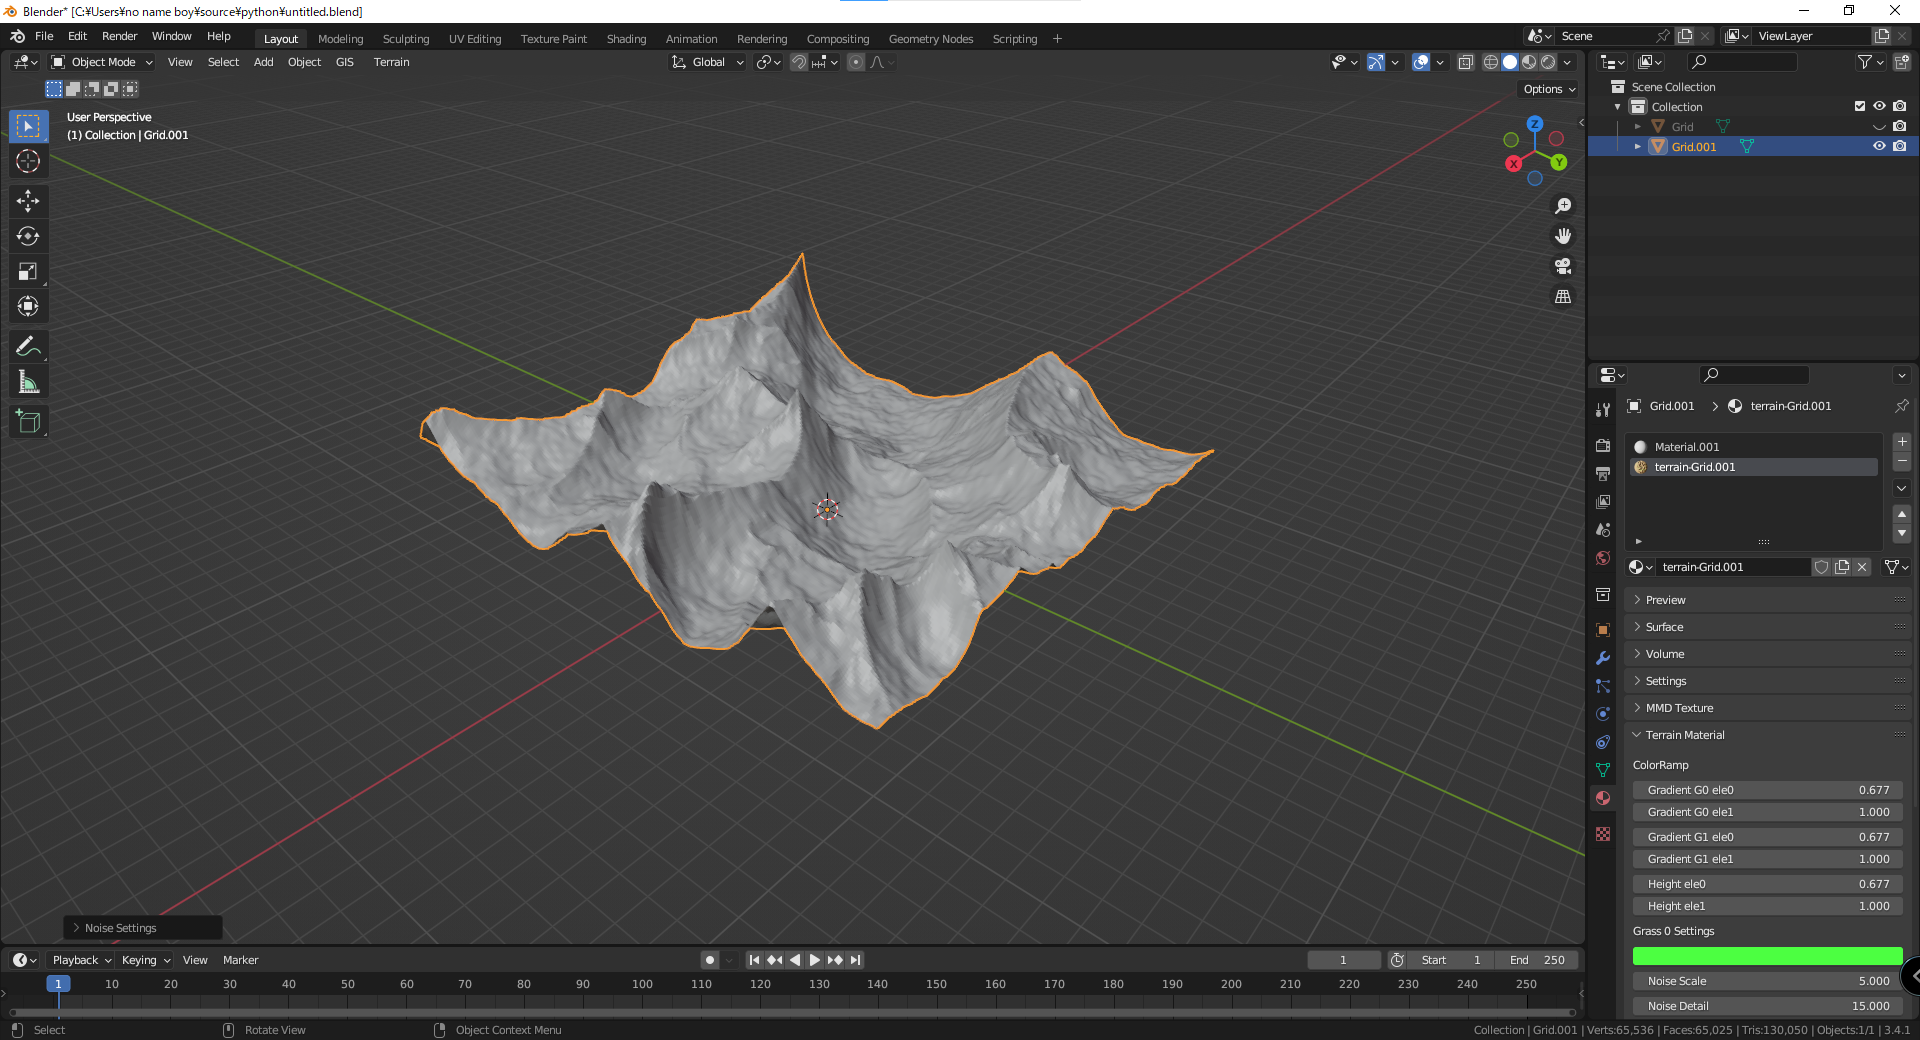 Blender* [C:¥Users¥no name boy¥source¥python¥untitled.blend]
File Edit Render Window Help Layout Modeling Sculpting UV Editing Texture Paint Shading Animation Rendering Compositing Geometry Nodes Scripting + Scene ViewLayer
Object Mode View Select Add Object GIS Terrain Global
Options
User Perspective
(1) Collection | Grid.001
Z
X
Y
Scene Collection
Collection
Grid
Grid.001
Grid.001 > terrain-Grid.001
Material.001
terrain-Grid.001
terrain-Grid.001
Preview
Surface
Volume
Settings
MMD Texture
Terrain Material
ColorRamp
Gradient G0 ele0 0.677
Gradient G0 ele1 1.000
Gradient G1 ele0 0.677
Gradient G1 ele1 1.000
Height ele0 0.677
Height ele1 1.000
Grass 0 Settings
Noise Scale 5.000
Noise Detail 15.000
Noise Settings
Playback Keying View Marker 1 Start 1 End 250
1 10 20 30 40 50 60 70 80 90 100 110 120 130 140 150 160 170 180 190 200 210 220 230 240 250
Select Rotate View Object Context Menu Collection | Grid.001 | Verts:65,536 | Faces:65,025 | Tris:130,050 | Objects:1/1 | 3.4.1